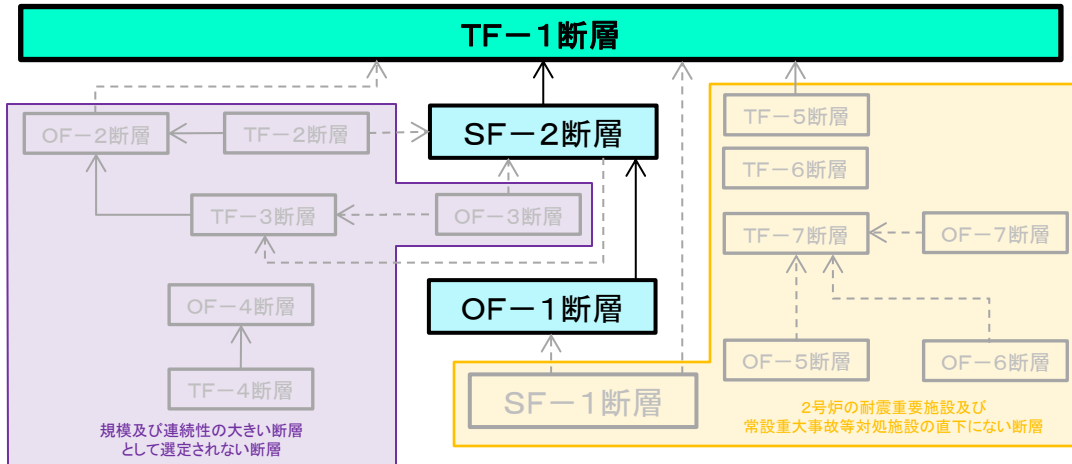 TF－1断層
OF－2断層
TF－2断層
SF－2断層
TF－5断層
TF－6断層
TF－3断層
OF－3断層
TF－7断層
OF－7断層
OF－4断層
OF－1断層
TF－4断層
SF－1断層
OF－5断層
OF－6断層
規模及び連続性の大きい断層
として選定されない断層
2号炉の耐震重要施設及び
常設重大事故等対処施設の直下にない断層